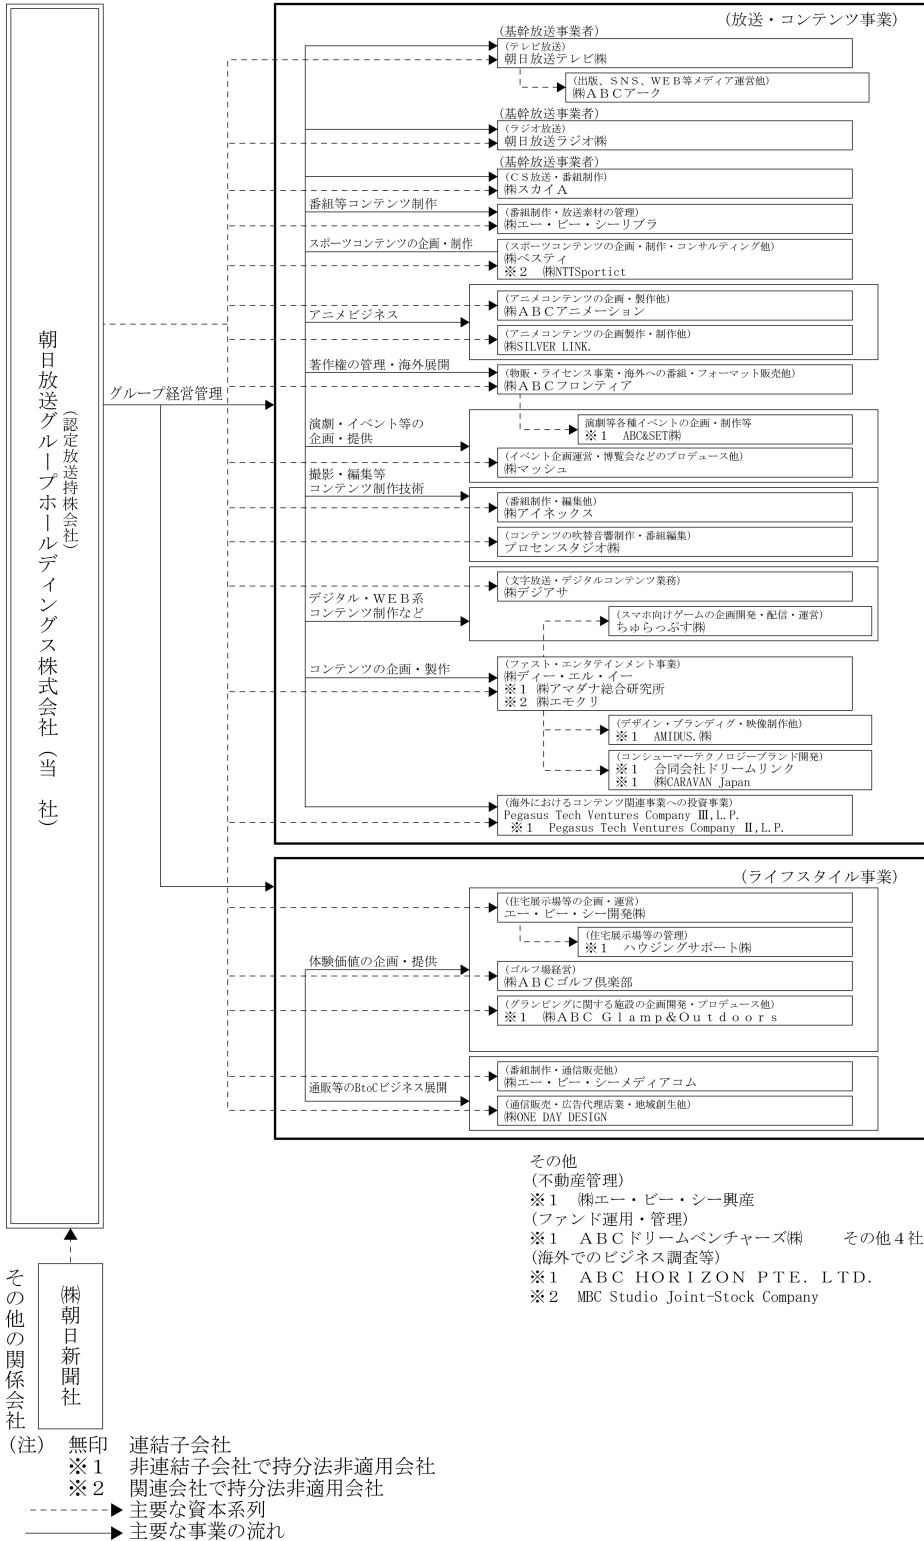 朝日放送グループホールディングス株式会社（当　社）
（認定放送持株会社）
グループ経営管理
（放送・コンテンツ事業）
（基幹放送事業者）
（テレビ放送）
朝日放送テレビ㈱
（出版、ＳＮＳ、ＷＥＢ等メディア運営他）
㈱ＡＢＣアーク
（基幹放送事業者）
（ラジオ放送）
朝日放送ラジオ㈱
（基幹放送事業者）
（ＣＳ放送・番組制作）
㈱スカイＡ
番組等コンテンツ制作
（番組制作・放送素材の管理）
㈱エー・ビー・シーリブラ
スポーツコンテンツの企画・制作
（スポーツコンテンツの企画・制作・コンサルティング他）
㈱ベスティ
※２　㈱NTTSportict
アニメビジネス
（アニメコンテンツの企画・製作他）
㈱ＡＢＣアニメーション
（アニメコンテンツの企画製作・制作他）
㈱SILVER LINK.
著作権の管理・海外展開
（物販・ライセンス事業・海外への番組・フォーマット販売他）
㈱ＡＢＣフロンティア
演劇・イベント等の
企画・提供
演劇等各種イベントの企画・制作等
※１　ABC&SET㈱
（イベント企画運営・博覧会などのプロデュース他）
㈱マッシュ
撮影・編集等
コンテンツ制作技術
（番組制作・編集他）
㈱アイネックス
（コンテンツの吹替音響制作・番組編集）
プロセンスタジオ㈱
デジタル・ＷＥＢ系
コンテンツ制作など
（文字放送・デジタルコンテンツ業務）
㈱デジアサ
（スマホ向けゲームの企画開発・配信・運営）
ちゅらっぷす㈱
コンテンツの企画・製作
（ファスト・エンタテインメント事業）
㈱ディー・エル・イー
※１　㈱アマダナ総合研究所
※２　㈱エモクリ
（デザイン・ブランディグ・映像制作他）
※１　AMIDUS.㈱
（コンシューマーテクノロジーブランド開発）
※１　合同会社ドリームリンク
※１　㈱CARAVAN Japan
（海外におけるコンテンツ関連事業への投資事業）
Pegasus Tech Ventures Company Ⅲ,L.P.
※１　Pegasus Tech Ventures Company Ⅱ,L.P.
（ライフスタイル事業）
体験価値の企画・提供
（住宅展示場等の企画・運営）
エー・ビー・シー開発㈱
（住宅展示場等の管理）
※１　ハウジングサポート㈱
（ゴルフ場経営）
㈱ＡＢＣゴルフ倶楽部
（グランピングに関する施設の企画開発・プロデュース他）
※１　㈱ＡＢＣ　Ｇｌａｍｐ＆Ｏｕｔｄｏｏｒｓ
通販等のBtoCビジネス展開
（番組制作・通信販売他）
㈱エー・ビー・シーメディアコム
（通信販売・広告代理店業・地域創生他）
㈱ONE DAY DESIGN
その他
（不動産管理）
※１　㈱エー・ビー・シー興産
（ファンド運用・管理）
※１　ＡＢＣドリームベンチャーズ㈱　　その他４社
（海外でのビジネス調査等）
※１　ＡＢＣ　ＨＯＲＩＺＯＮ　ＰＴＥ．ＬＴＤ．
※２　MBC Studio Joint-Stock Company
その他の関係会社
㈱朝日新聞社
（注）　無印　連結子会社
※１　非連結子会社で持分法非適用会社
※２　関連会社で持分法非適用会社
主要な資本系列
主要な事業の流れ